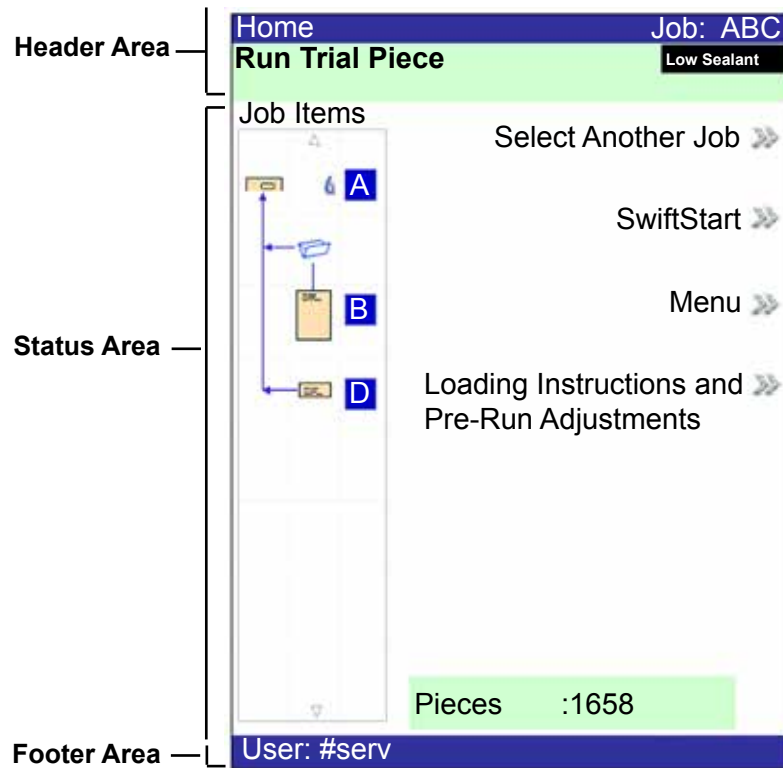 Header Area
Home Job: ABC
Run Trial Piece
Low Sealant
Job Items
Select Another Job
A
SwiftStart
Menu
B
Status Area
Loading Instructions and
Pre-Run Adjustments
D
Pieces :1658
Footer Area
User: #serv